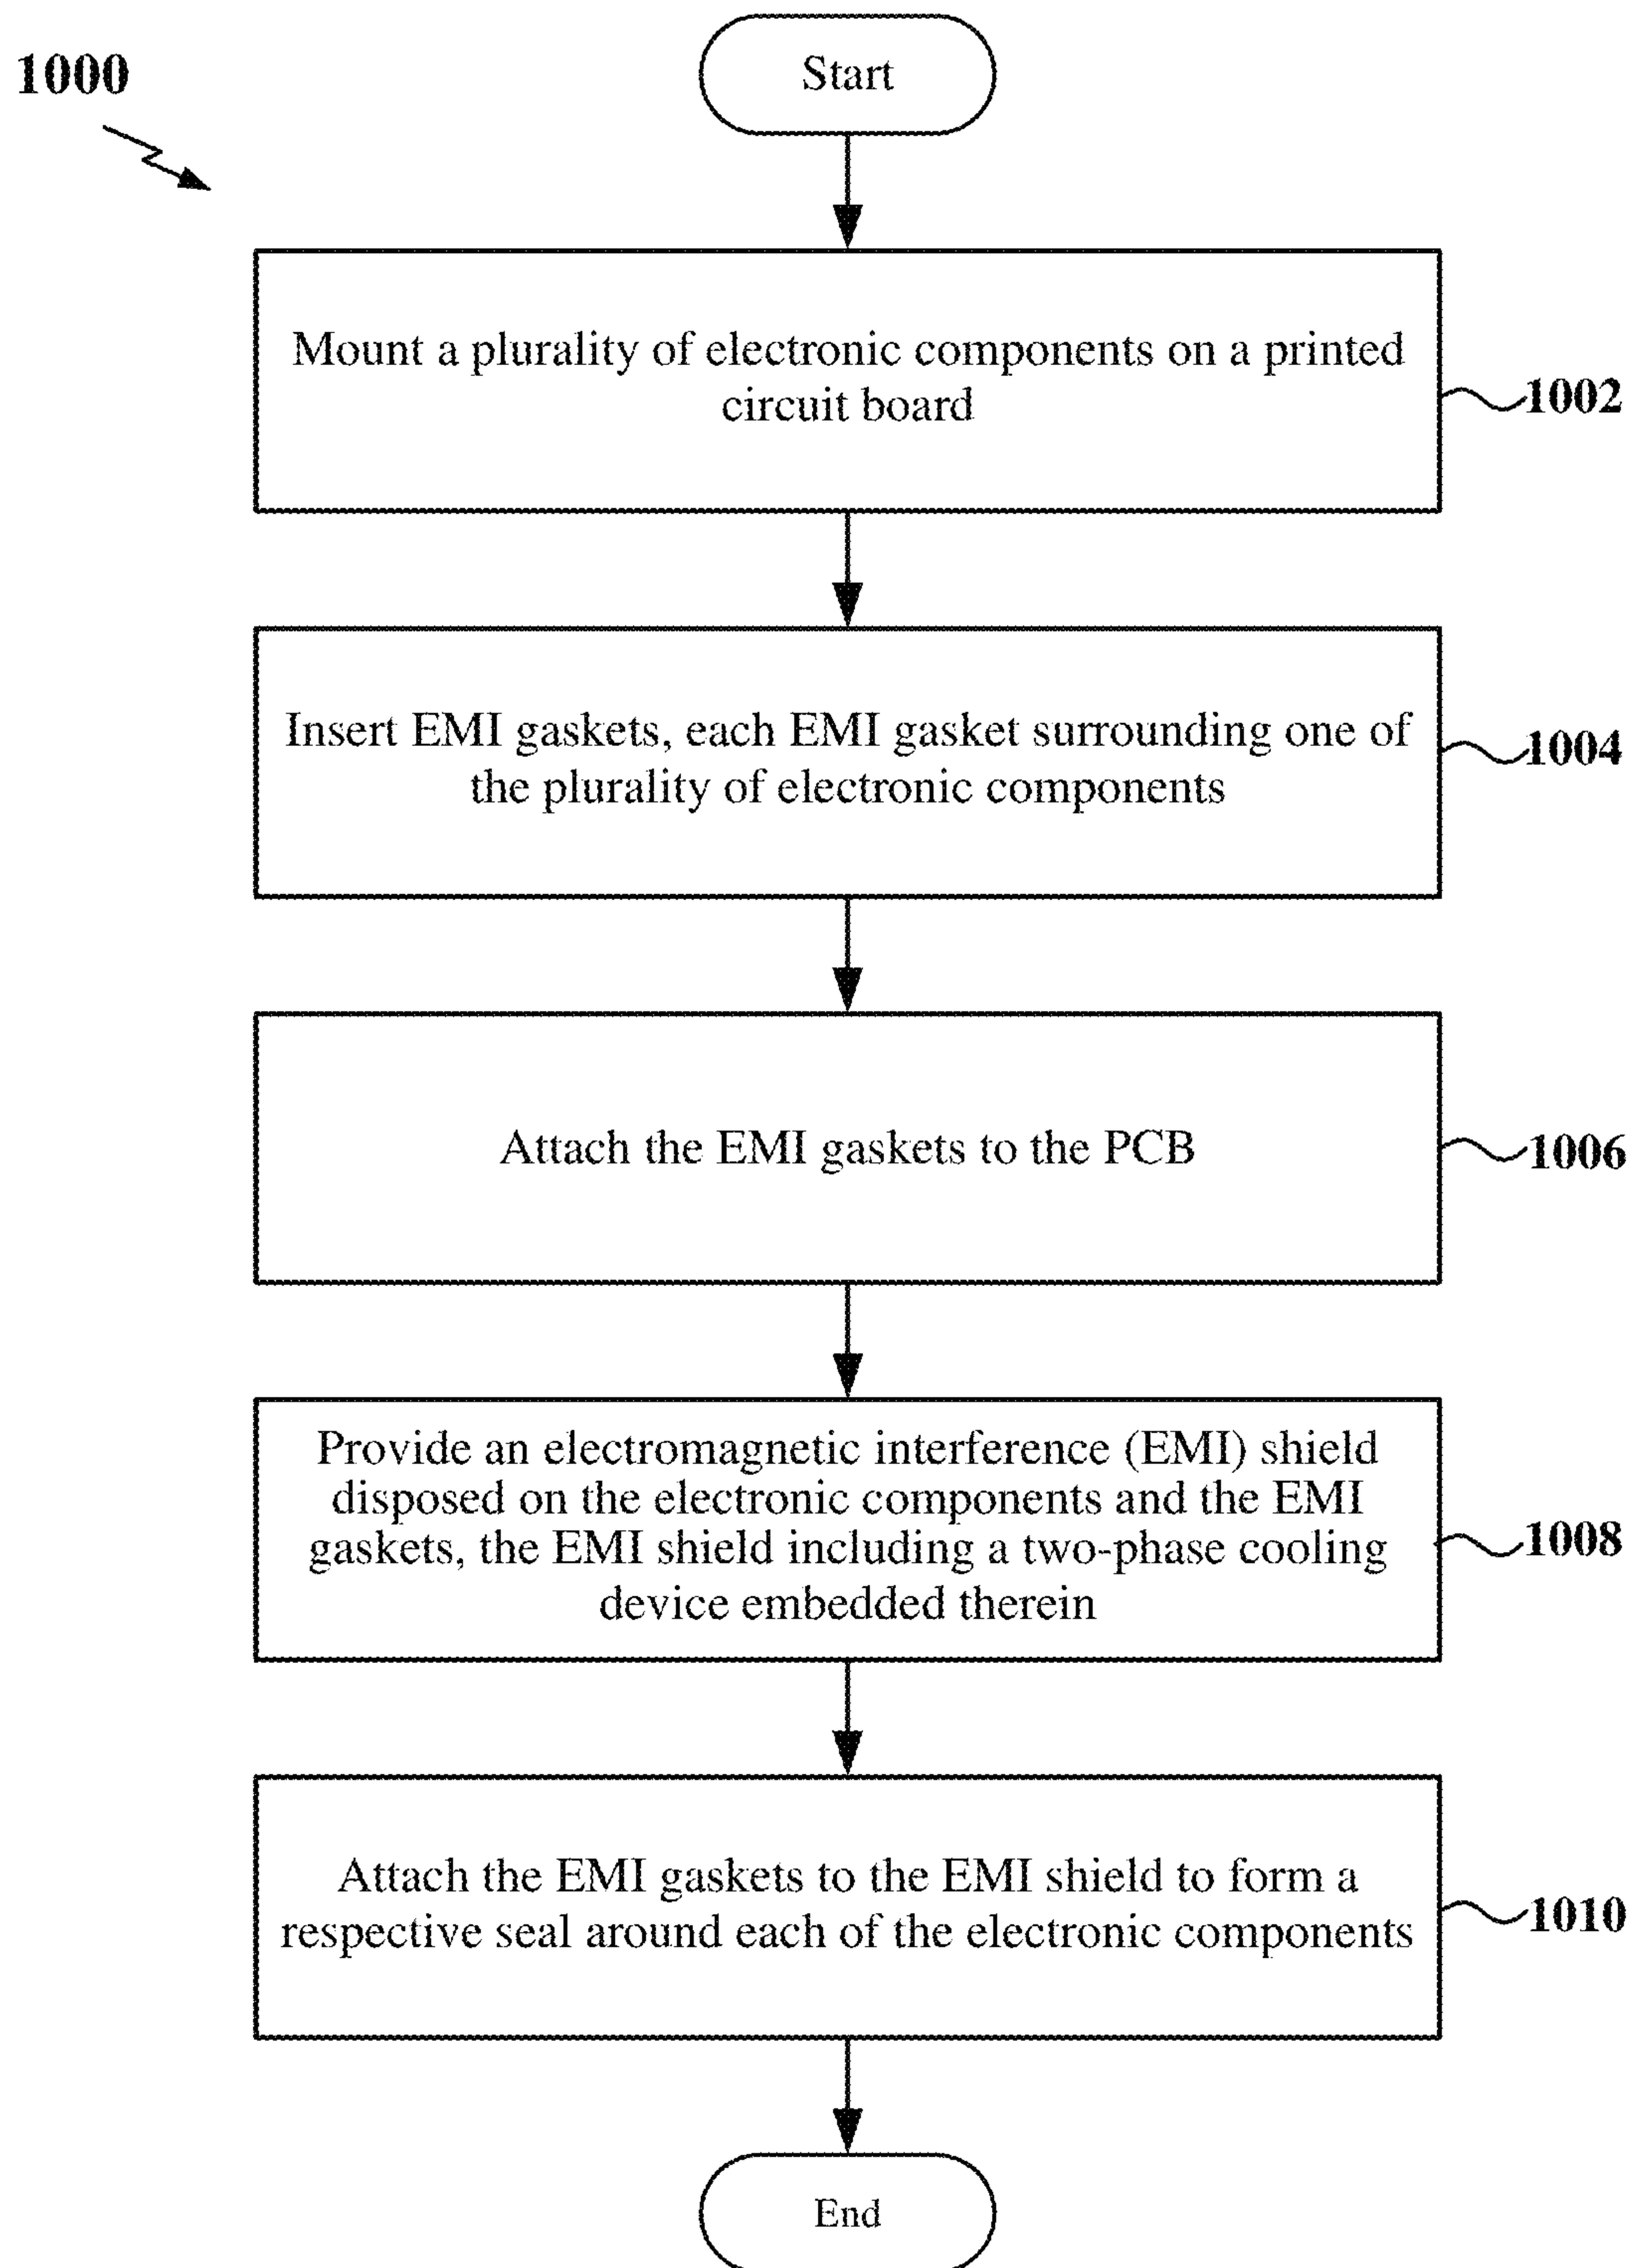 1000
Start
Mount a plurality of electronic components on a printed
circuit board
1002
Insert EMI gaskets, each EMI gasket surrounding one of
the plurality of electronic components
1004
Attach the EMI gaskets to the PCB
1006
Provide an electromagnetic interference (EMI) shield
disposed on the electronic components and the EMI
gaskets, the EMI shield including a two-phase cooling
device embedded therein
1008
Attach the EMI gaskets to the EMI shield to form a
respective seal around each of the electronic components
1010
End